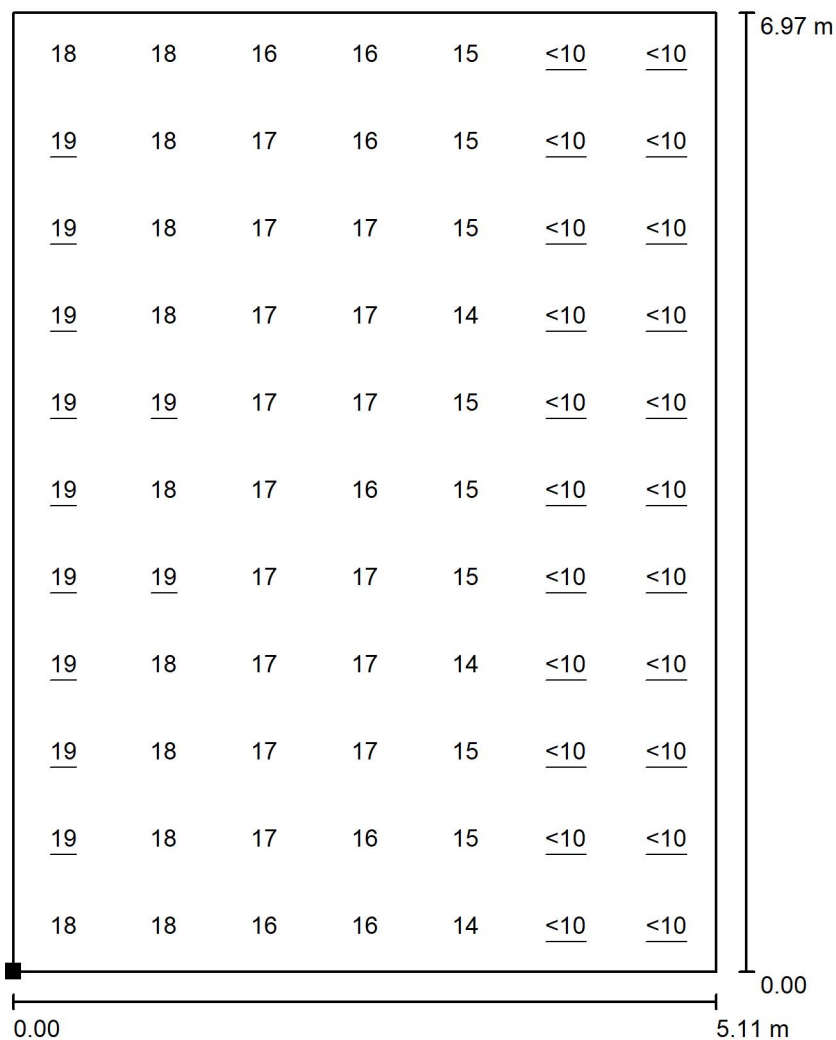 6.97 m
18 18 16 16 15 <10 <10
19 18 17 16 15 <10 <10
19 18 17 17 15 <10 <10
19 18 17 17 14 <10 <10
19 19 17 17 15 <10 <10
19 18 17 16 15 <10 <10
19 19 17 17 15 <10 <10
19 18 17 17 14 <10 <10
19 18 17 17 15 <10 <10
19 18 17 16 15 <10 <10
18 18 16 16 14 <10 <10
0.00
0.00 5.11 m